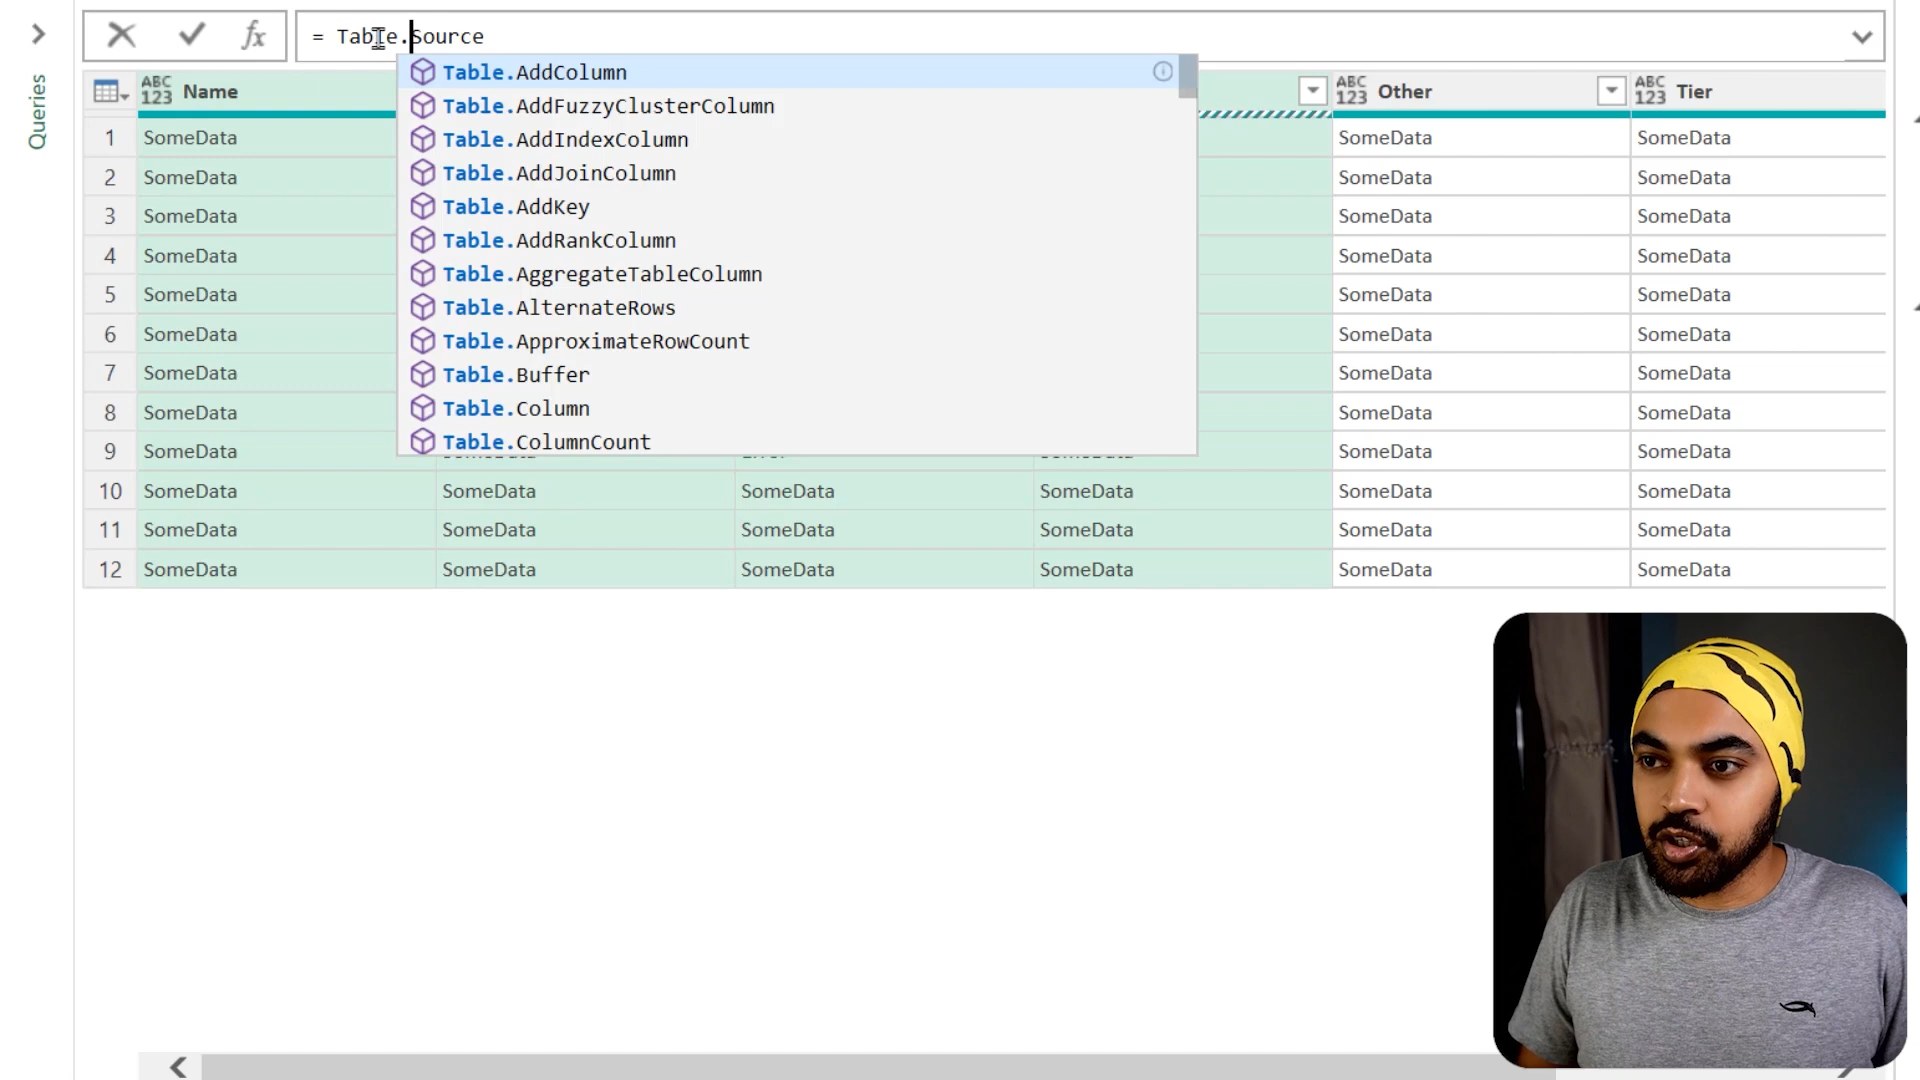 = Table.Source
Queries
ABC 123 Name
ABC 123 Other
ABC 123 Tier
Table.AddColumn
Table.AddFuzzyClusterColumn
Table.AddIndexColumn
Table.AddJoinColumn
Table.AddKey
Table.AddRankColumn
Table.AggregateTableColumn
Table.AlternateRows
Table.ApproximateRowCount
Table.Buffer
Table.Column
Table.ColumnCount
1 SomeData SomeData SomeData
2 SomeData SomeData SomeData
3 SomeData SomeData SomeData
4 SomeData SomeData SomeData
5 SomeData SomeData SomeData
6 SomeData SomeData SomeData
7 SomeData SomeData SomeData
8 SomeData SomeData SomeData
9 SomeData SomeData SomeData
10 SomeData SomeData SomeData SomeData SomeData SomeData
11 SomeData SomeData SomeData SomeData SomeData SomeData
12 SomeData SomeData SomeData SomeData SomeData SomeData